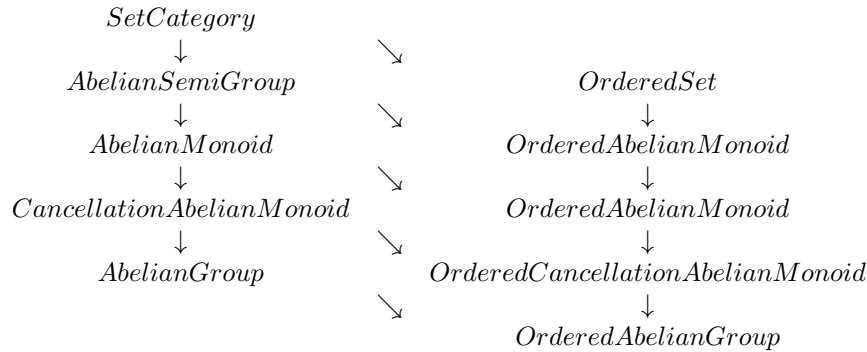 SetCategory
AbelianSemiGroup OrderedSet
AbelianMonoid OrderedAbelianMonoid
CancellationAbelianMonoid OrderedAbelianMonoid
AbelianGroup OrderedCancellationAbelianMonoid
OrderedAbelianGroup